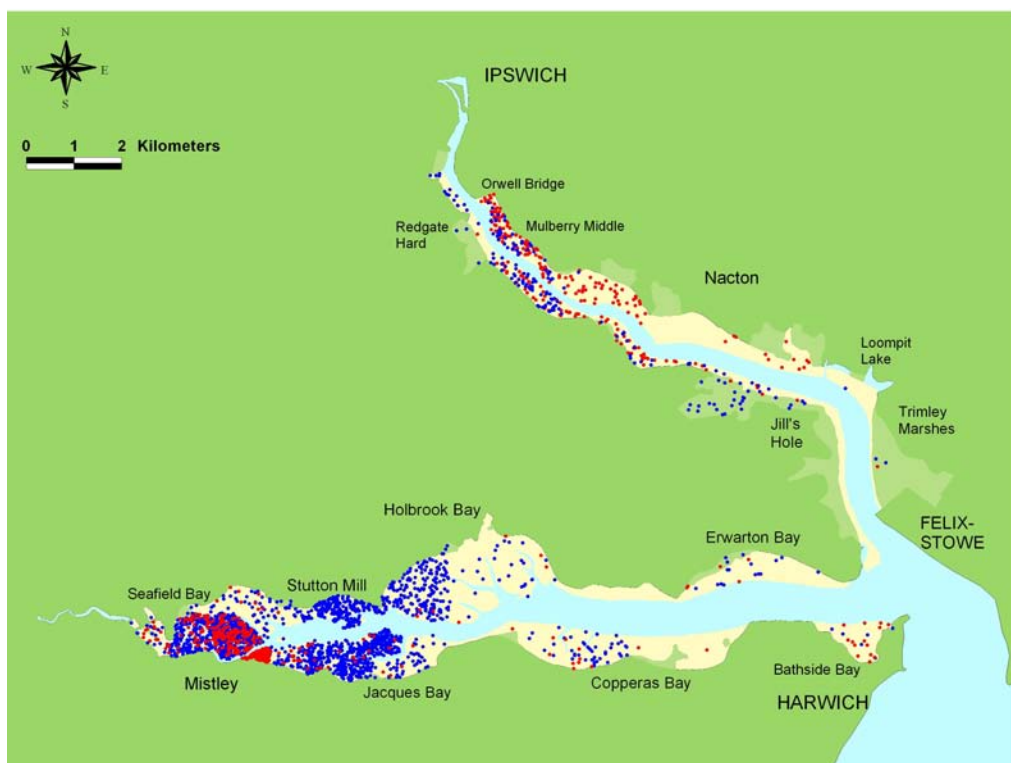 N
W E
S
0 1 2 Kilometers
IPSWICH
Orwell Bridge
Redgate
Hard
Mulberry Middle
Nacton
Loompit
Lake
Trimley
Marshes
Jill's
Hole
Holbrook Bay
FELIX-
STOWE
Erwarton Bay
Stutton Mill
Seafield Bay
Mistley
Jacques Bay
Copperas Bay
Bathside Bay
HARWICH